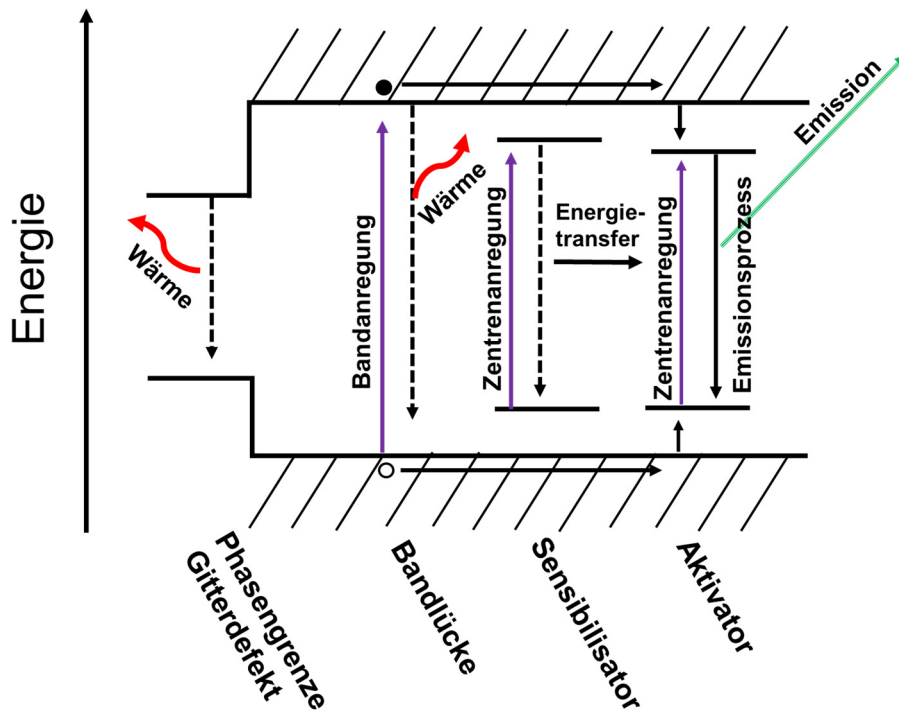 Energie
Wärme
Bandanregung
Wärme
Zentrenanregung
Energie-
transfer
Zentrenanregung
Emissionsprozess
Emission
Phasengrenze
Gitterdefekt
Bandlücke
Sensibilisator
Aktivator